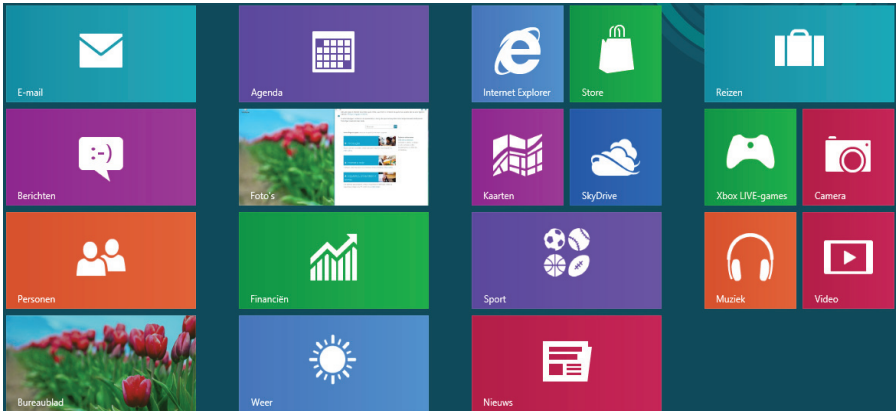 E-mail
Agenda
Internet Explorer
Store
Reizen
Berichten
:-)
Foto's
Kaarten
SkyDrive
Xbox LIVE-games
Camera
Personen
Financiën
Sport
Muziek
Video
Bureaublad
Weer
Nieuws